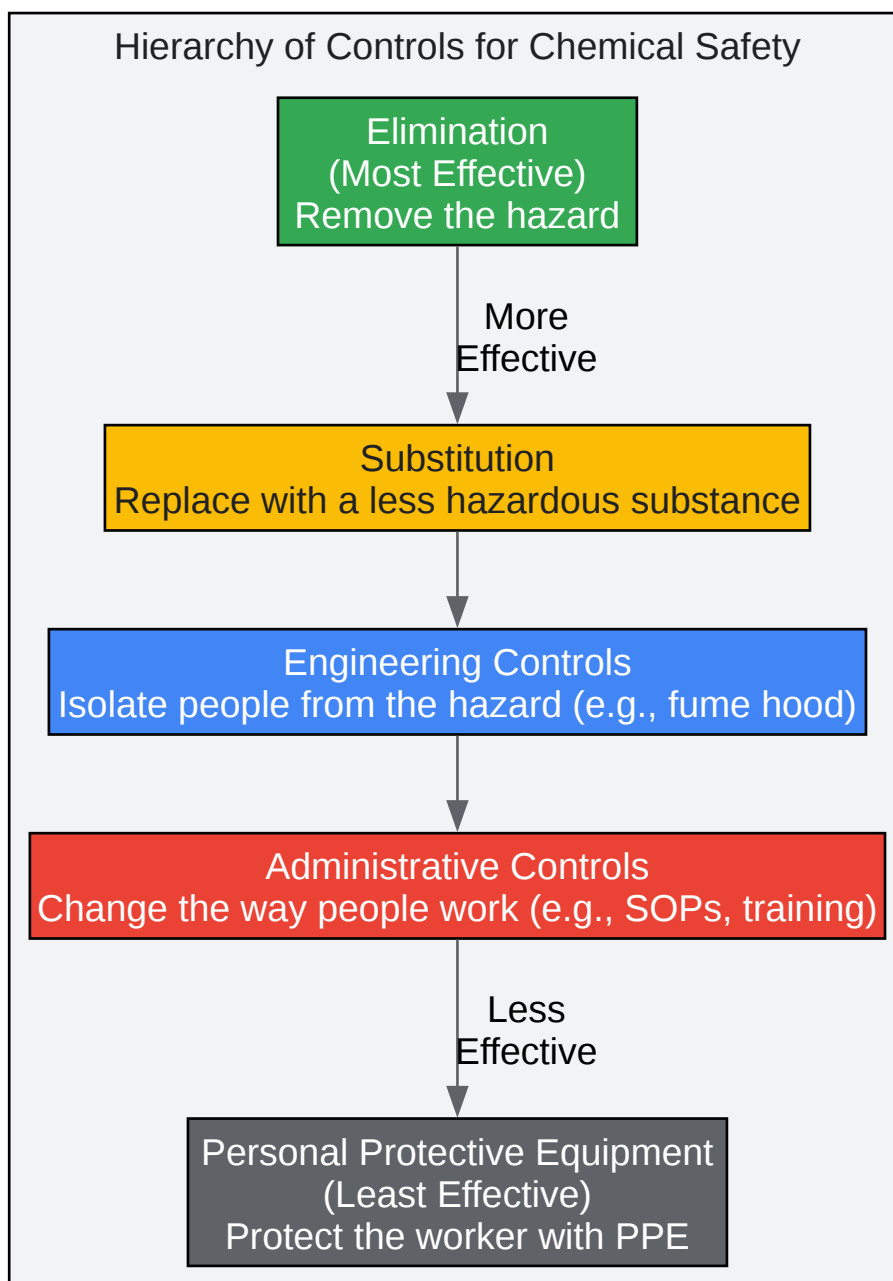 Hierarchy of Controls for Chemical Safety
Elimination
(Most Effective)
Remove the hazard
More
Effective
Substitution
Replace with a less hazardous substance
Engineering Controls
Isolate people from the hazard (e.g., fume hood)
Administrative Controls
Change the way people work (e.g., SOPs, training)
Less
Effective
Personal Protective Equipment
(Least Effective)
Protect the worker with PPE